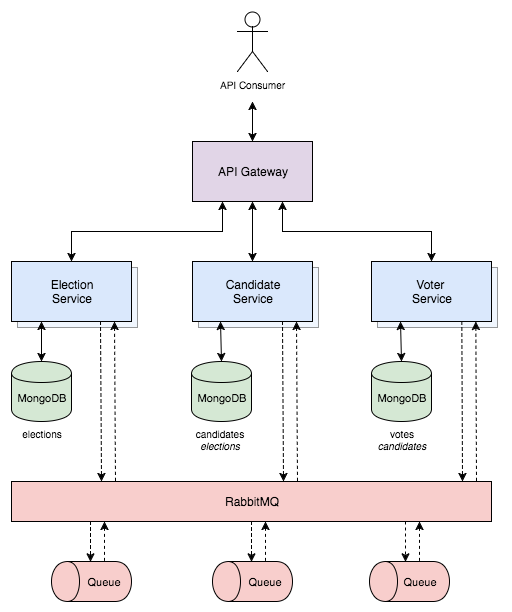 API Consumer
API Gateway
Election
Service
Candidate
Service
Voter
Service
MongoDB
MongoDB
MongoDB
elections
candidates
elections
votes
candidates
RabbitMQ
Queue
Queue
Queue